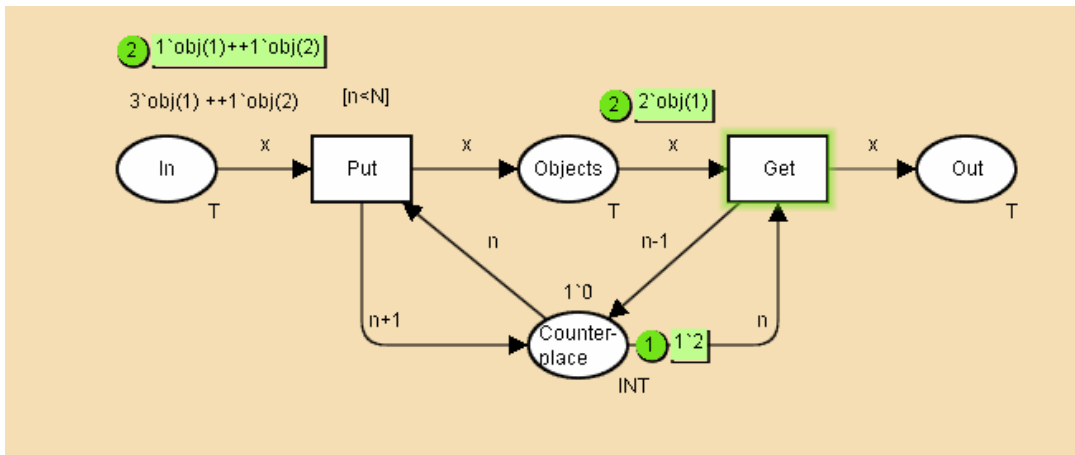 2 1`obj(1)++1`obj(2)
3`obj(1) ++1`obj(2)
[n<N]
2 2`obj(1)
In
x
Put
x
Objects
x
Get
x
Out
T
T
T
n
n-1
1`0
n+1
Counter-
place
1 1`2
n
INT